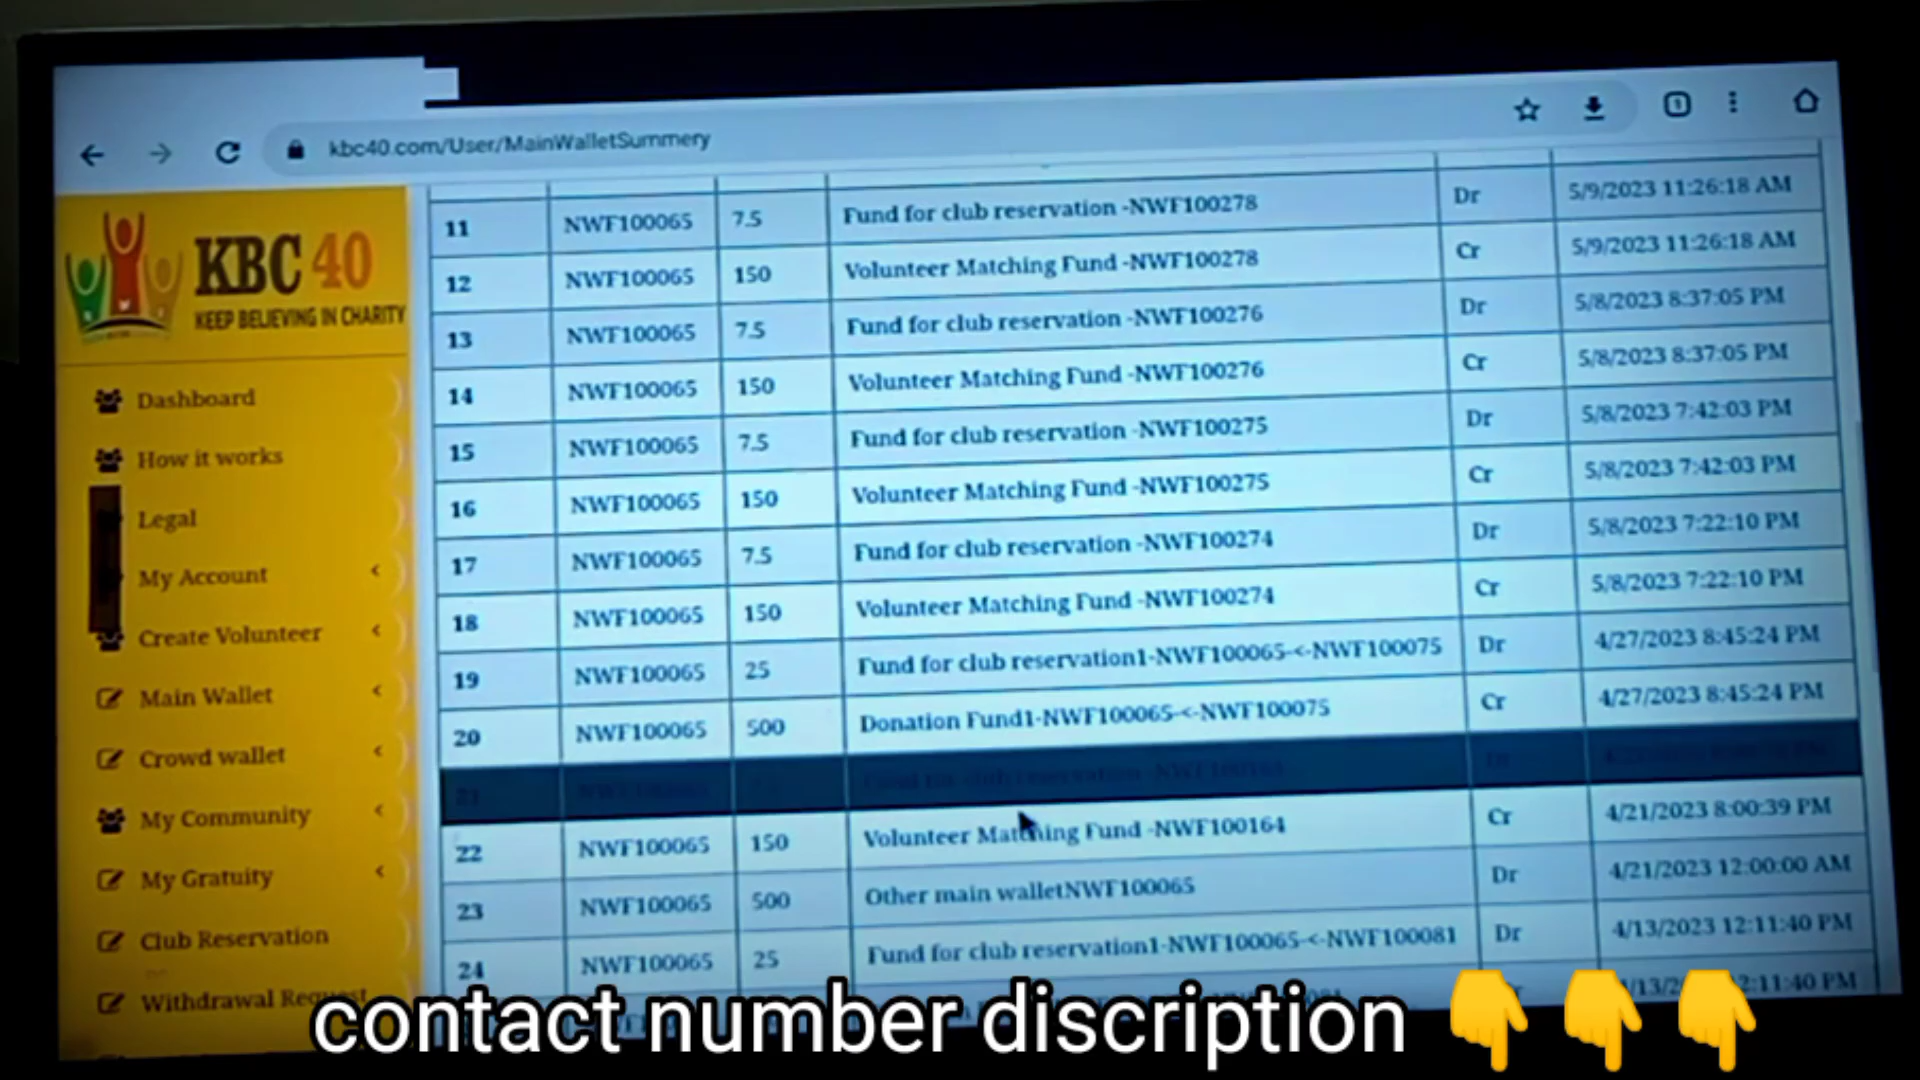 kbc40.com/User/MainWalletSummery
1
KBC 40
KEEP BELIEVING IN CHARITY
Dashboard
How it works
Legal
My Account
Create Volunteer
Main Wallet
Crowd wallet
My Community
My Gratuity
Club Reservation
Withdrawal Request
11 NWF100065 7.5 Fund for club reservation -NWF100278 Dr 5/9/2023 11:26:18 AM
12 NWF100065 150 Volunteer Matching Fund -NWF100278 Cr 5/9/2023 11:26:18 AM
13 NWF100065 7.5 Fund for club reservation -NWF100276 Dr 5/8/2023 8:37:05 PM
14 NWF100065 150 Volunteer Matching Fund -NWF100276 Cr 5/8/2023 8:37:05 PM
15 NWF100065 7.5 Fund for club reservation -NWF100275 Dr 5/8/2023 7:42:03 PM
16 NWF100065 150 Volunteer Matching Fund -NWF100275 Cr 5/8/2023 7:42:03 PM
17 NWF100065 7.5 Fund for club reservation -NWF100274 Dr 5/8/2023 7:22:10 PM
18 NWF100065 150 Volunteer Matching Fund -NWF100274 Cr 5/8/2023 7:22:10 PM
19 NWF100065 25 Fund for club reservation1-NWF100065-<-NWF100075 Dr 4/27/2023 8:45:24 PM
20 NWF100065 500 Donation Fund1-NWF100065-<-NWF100075 Cr 4/27/2023 8:45:24 PM
21 Fund for club reservation
22 NWF100065 150 Volunteer Matching Fund -NWF100164 Cr 4/21/2023 8:00:39 PM
23 NWF100065 500 Other main walletNWF100065 Dr 4/21/2023 12:00:00 AM
24 NWF100065 25 Fund for club reservation1-NWF100065-<-NWF100081 Dr 4/13/2023 12:11:40 PM
contact number discription 👇👇👇